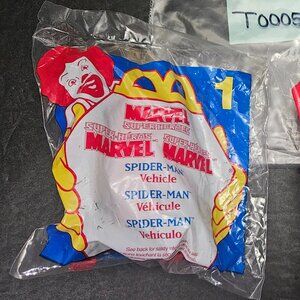 T000
1
MARVEL
SUPER HEROES
SUPER-HÉROS
MARVEL MARVEL
SPIDER-MAN
Vehicle
SPIDER-MAN
Véhicule
SPIDER-MAN
Vehículo
See back for safety